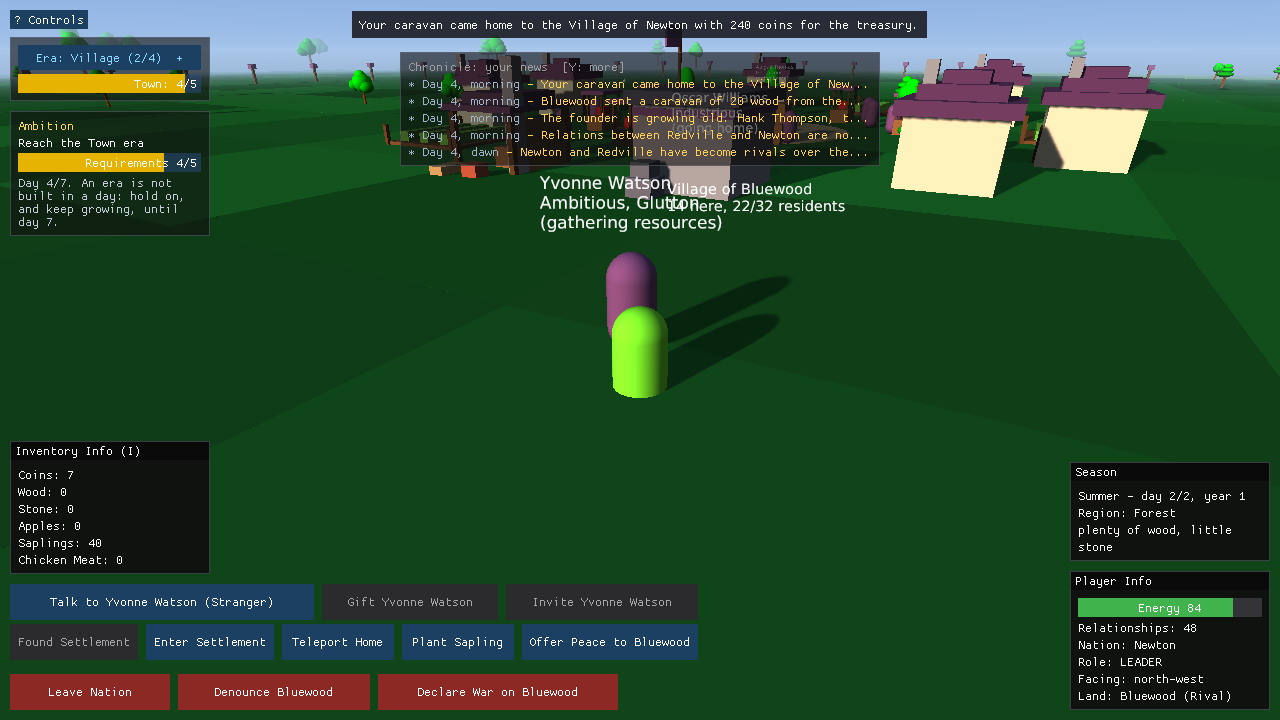 ? Controls
Your caravan came home to the Village of Newton with 240 coins for the treasury.
Era: Village (2/4) +
Town: 4/5
Chronicle: your news [Y: more]
* Day 4, morning - Your caravan came home to the Village of New...
* Day 4, morning - Bluewood sent a caravan of 20 wood from the...
* Day 4, morning - The founder is growing old. Hank Thompson, t...
* Day 4, morning - Relations between Redville and Newton are no...
* Day 4, dawn - Newton and Redville have become rivals over the...
Ambition
Reach the Town era
Requirements 4/5
Day 4/7. An era is not
built in a day: hold on,
and keep growing, until
day 7.
Yvonne Watson
Ambitious, Glutton
(gathering resources)
Village of Bluewood
14 here, 22/32 residents
Inventory Info (I)
Coins: 7
Wood: 0
Stone: 0
Apples: 0
Saplings: 40
Chicken Meat: 0
Season
Summer - day 2/2, year 1
Region: Forest
plenty of wood, little
stone
Player Info
Energy 84
Relationships: 48
Nation: Newton
Role: LEADER
Facing: north-west
Land: Bluewood (Rival)
Talk to Yvonne Watson (Stranger)
Gift Yvonne Watson
Invite Yvonne Watson
Found Settlement
Enter Settlement
Teleport Home
Plant Sapling
Offer Peace to Bluewood
Leave Nation
Denounce Bluewood
Declare War on Bluewood